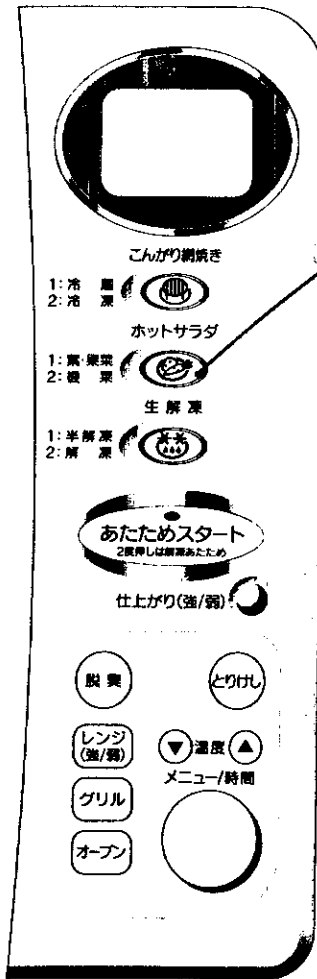 こんがり網焼き
1:冷蔵
2:冷凍
ホットサラダ
1:葉・果菜
2:根菜
生解凍
1:半解凍
2:解凍
あたためスタート
2度押しは解凍あたため
仕上がり(強/弱)
脱臭
とりけし
レンジ
(強/弱)
▼温度▲
メニュー/時間
グリル
オーブン